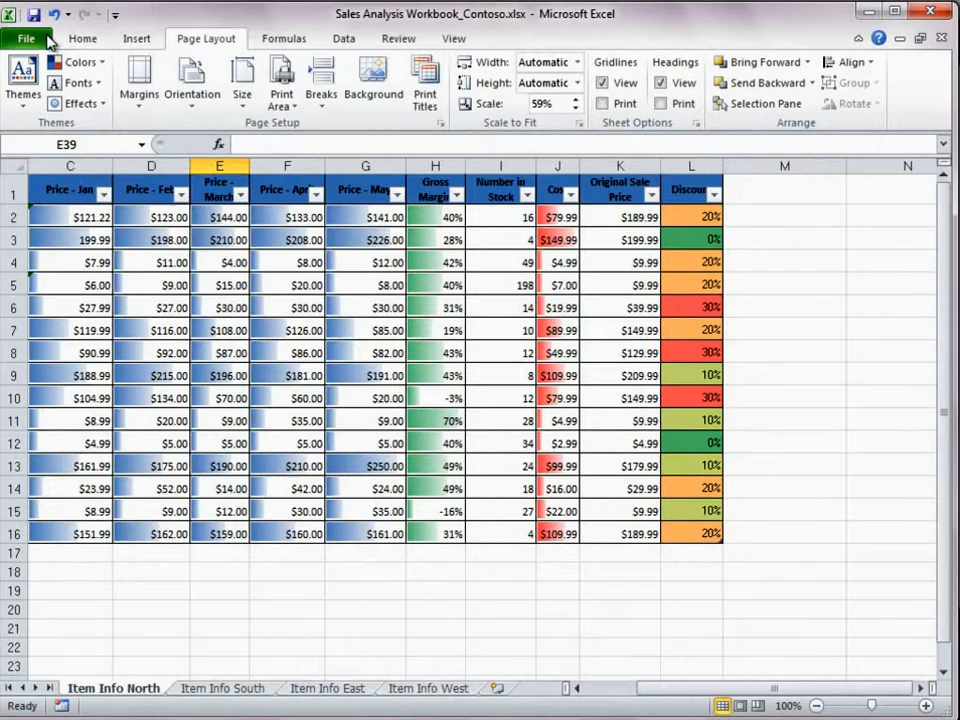 Sales Analysis Workbook_Contoso.xlsx - Microsoft Excel
File Home Insert Page Layout Formulas Data Review View
Themes Colors Fonts Effects Margins Orientation Size Print Area Breaks Background Print Titles Width: Automatic Height: Automatic Scale: 59% Gridlines View Print Headings View Print Bring Forward Send Backward Selection Pane Align Group Rotate
Themes Page Setup Scale to Fit Sheet Options Arrange
E39 fx
C D E F G H I J K L M N
1 Price - Jan Price - Feb Price - March Price - Apr Price - May Gross Margin Number in Stock Cos Original Sale Price Discoun
2 $121.22 $123.00 $144.00 $133.00 $141.00 40% 16 $79.99 $189.99 20%
3 199.99 $198.00 $210.00 $208.00 $226.00 28% 4 $149.99 $199.99 0%
4 $7.99 $11.00 $4.00 $8.00 $12.00 42% 49 $4.99 $9.99 20%
5 $6.00 $9.00 $15.00 $20.00 $8.00 40% 198 $7.00 $9.99 20%
6 $27.99 $27.00 $30.00 $30.00 $30.00 31% 14 $19.99 $39.99 30%
7 $119.99 $116.00 $108.00 $126.00 $85.00 19% 10 $89.99 $149.99 20%
8 $90.99 $92.00 $87.00 $86.00 $82.00 43% 12 $49.99 $129.99 30%
9 $188.99 $215.00 $196.00 $181.00 $191.00 43% 8 $109.99 $209.99 10%
10 $104.99 $134.00 $70.00 $60.00 $20.00 -3% 12 $79.99 $149.99 30%
11 $8.99 $20.00 $9.00 $35.00 $9.00 70% 28 $4.99 $9.99 10%
12 $4.99 $5.00 $5.00 $5.00 $5.00 40% 34 $2.99 $4.99 0%
13 $161.99 $175.00 $190.00 $210.00 $250.00 49% 24 $99.99 $179.99 10%
14 $23.99 $52.00 $14.00 $42.00 $24.00 49% 18 $16.00 $29.99 20%
15 $8.99 $9.00 $12.00 $30.00 $35.00 -16% 27 $22.00 $9.99 10%
16 $151.99 $162.00 $159.00 $160.00 $161.00 31% 4 $109.99 $189.99 20%
17
18
19
20
21
22
23
Item Info North Item Info South Item Info East Item Info West
Ready 100%